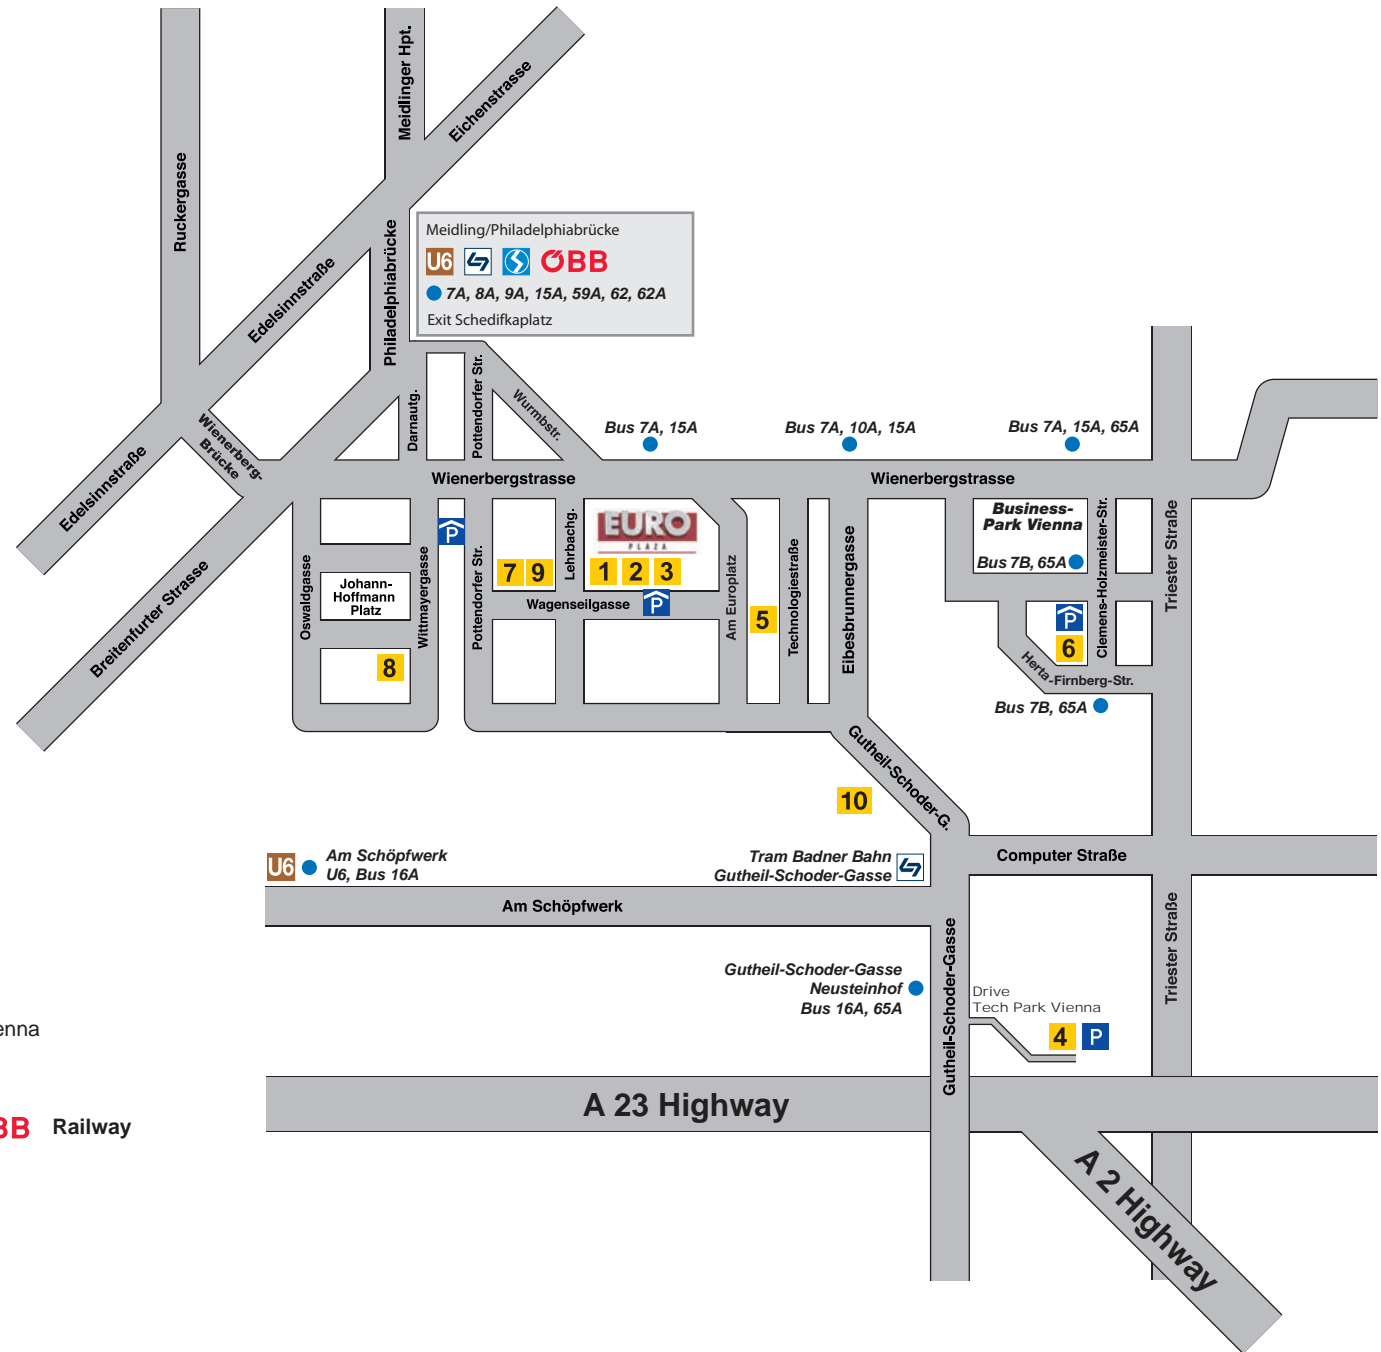 Meidlinger Hpt.
Eichenstrasse
Ruckergasse
Meidling/Philadelphiabrücke
U6
ÖBB
7A, 8A, 9A, 15A, 59A, 62, 62A
Exit Schedifkaplatz
Philadelphiabrücke
Edelsinnstraße
Pottendorfer Str.
Darnautg.
Wurmbstr.
Wienerberg-
Brücke
Bus 7A, 15A
Bus 7A, 10A, 15A
Bus 7A, 15A, 65A
Edelsinnstraße
Wienerbergstrasse
Wienerbergstrasse
Breitenfurter Strasse
Oswaldgasse
Johann-
Hoffmann
Platz
Wittmayergasse
P
Pottendorfer Str.
Lehrbachg.
EURO
PLAZA
7
9
1
2
3
Wagenseilgasse
P
Am Europlatz
5
Technologiestraße
Eibesbrunnergasse
Business-
Park Vienna
Bus 7B, 65A
Clemens-Holzmeister-Str.
Triester Straße
P
6
Herta-Firnberg-Str.
Bus 7B, 65A
8
Gutheil-Schoder-G.
10
U6
Am Schöpfwerk
U6, Bus 16A
Tram Badner Bahn
Gutheil-Schoder-Gasse
Computer Straße
Am Schöpfwerk
Triester Straße
Gutheil-Schoder-Gasse
Gutheil-Schoder-Gasse
Neusteinhof
Bus 16A, 65A
Drive
Tech Park Vienna
4
P
enna
A 23 Highway
BB Railway
A 2 Highway